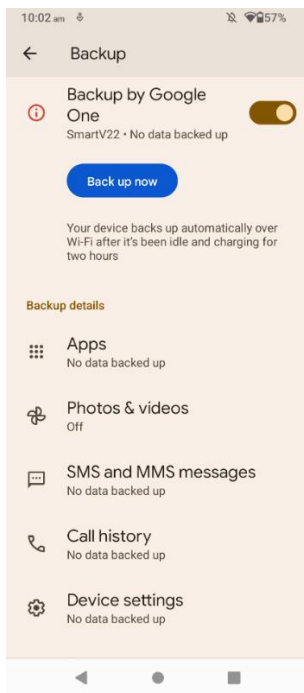 10:02 am 57%
Backup
Backup by Google
One
SmartV22 • No data backed up
Back up now
Your device backs up automatically over
Wi-Fi after it's been idle and charging for
two hours
Backup details
Apps
No data backed up
Photos & videos
Off
SMS and MMS messages
No data backed up
Call history
No data backed up
Device settings
No data backed up